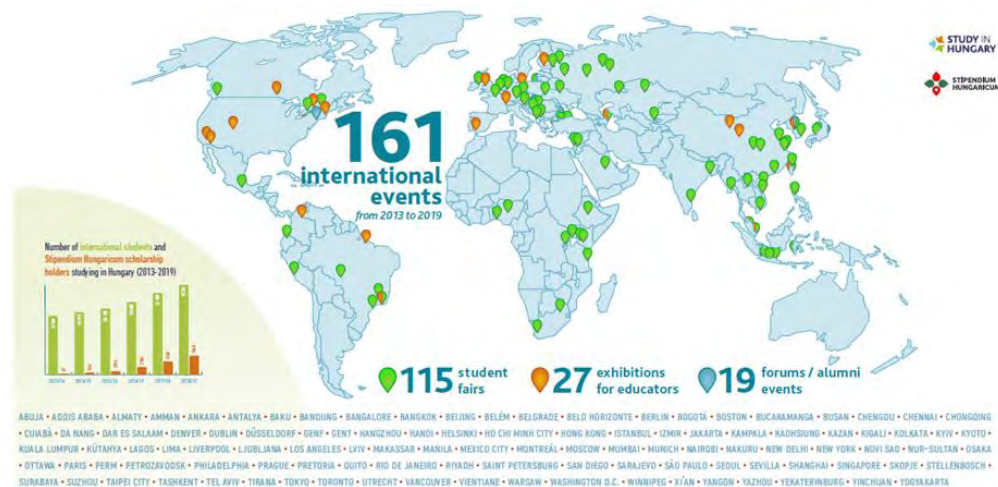 STUDY IN
HUNGARY
STIPENDIUM
HUNGARICUM
161
international
events
from 2013 to 2019
Number of international students and
Stipendium Hungaricum scholarship
holders studying in Hungary (2013-2019)
115 student
fairs
27 exhibitions
for educators
19 forums / alumni
events
ABUJA • ADDIS ARABA • ALMATY • AMMAN • ANKARA • ANTALYA • BAKU • BANDUNG • BANGALORE • BANGKOK • BEIJING • BELÉM • BELGRADE • BELO HORIZONTE • BERLIN • BOGOTÁ • BOSTON • BUCARAMANGA • BUSAN • CHENGDU • CHENNAI • CHONGQING
• CUIABÁ • DA NANG • DAR ES SALAAM • DENVER • DUBLIN • DÜSSELDORF • GENF • GENT • HANGZHOU • HANOI • HELSINKI • HO CHI MINH CITY • HONG KONG • ISTANBUL • IZMIR • JAKARTA • KAMPALA • KAOHSIUNG • KAZAN • KIGALI • KOLKATA • KYIV • KYOTO •
KUALA LUMPUR • KÜTAHYA • LAGOS • LIMA • LIVERPOOL • LJUBLJANA • LOS ANGELES • LVIV • MAKASSAR • MANILA • MEXICO CITY • MONTREÁL • MOSCOW • MUMBAI • MUNICH • NAIROBI • NAKURU • NEW DELHI • NEW YORK • NOVI SAD • NUR-SULTAN • OSAKA
• OTTAWA • PARIS • PERM • PETROZAVODSK • PHILADELPHIA • PRAGUE • PRETORIA • QUITO • RIO DE JANEIRO • RIYADH • SAINT PETERSBURG • SAN DIEGO • SARAJEVO • SÃO PAULO • SEOUL • SEVILLA • SHANGHAI • SINGAPORE • SKOPJE • STELLENBOSCH •
SURABAYA • SUZHOU • TAIPEI CITY • TASHKENT • TEL AVIV • TIRANA • TOKYO • TORONTO • UTRECHT • VANCOUVER • VIENTIANE • WARSAW • WASHINGTON D.C. • WINNIPEG • XI'AN • YANGON • YAZHOU • YEKATERINBURG • YINCHUAN • YOGYAKARTA